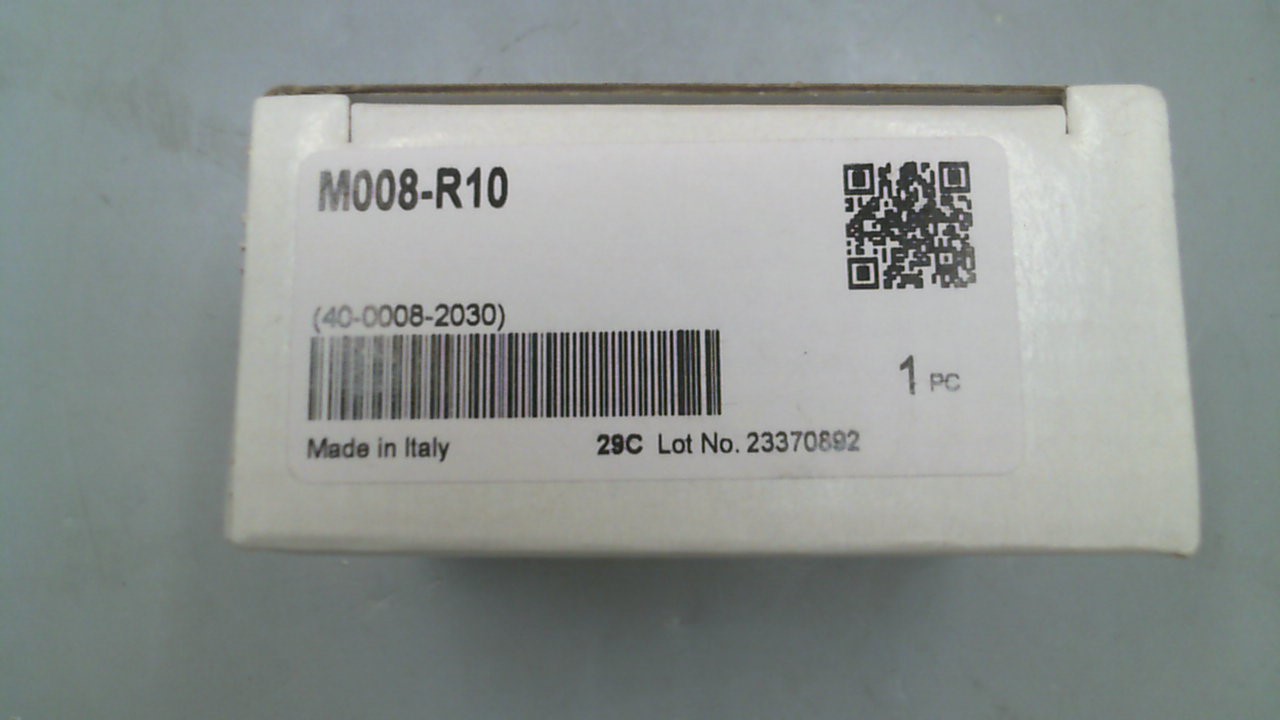 M008-R10
(40-0008-2030)
1 PC
Made in Italy 29C Lot No. 23370892